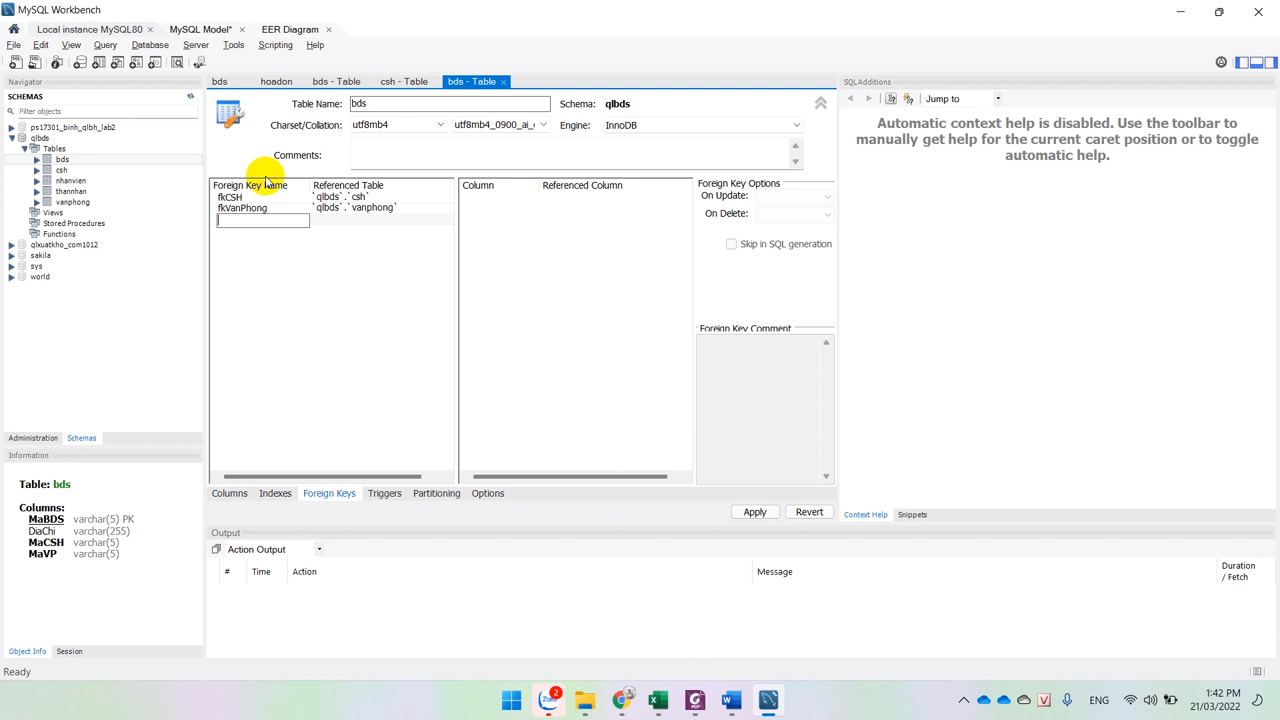 MySQL Workbench
Local instance MySQL80
MySQL Model*
EER Diagram
File Edit View Query Database Server Tools Scripting Help
Navigator
SCHEMAS
Filter objects
ps17301_binh_qlbh_lab2
qlbds
Tables
bds
csh
nhanvien
thannhan
vanphong
Views
Stored Procedures
Functions
qlxuatkho_com1012
sakila
sys
world
Administration Schemas
Information
Table: bds
Columns:
MaBDS varchar(5) PK
DiaChi varchar(255)
MaCSH varchar(5)
MaVP varchar(5)
Object Info Session
Ready
bds hoadon bds - Table csh - Table bds - Table
Table Name: bds Schema: qlbds
Charset/Collation: utf8mb4 utf8mb4_0900_ai_ Engine: InnoDB
Comments:
Foreign Key Name Referenced Table
fkCSH `qlbds`.`csh`
fkVanPhong `qlbds`.`vanphong`
Column Referenced Column
Foreign Key Options
On Update:
On Delete:
Skip in SQL generation
Foreign Key Comment
Columns Indexes Foreign Keys Triggers Partitioning Options
Apply Revert
Output
Action Output
# Time Action Message Duration / Fetch
SQL Additions
Jump to
Automatic context help is disabled. Use the toolbar to
manually get help for the current caret position or to toggle
automatic help.
Context Help Snippets
2
ENG
1:42 PM
21/03/2022